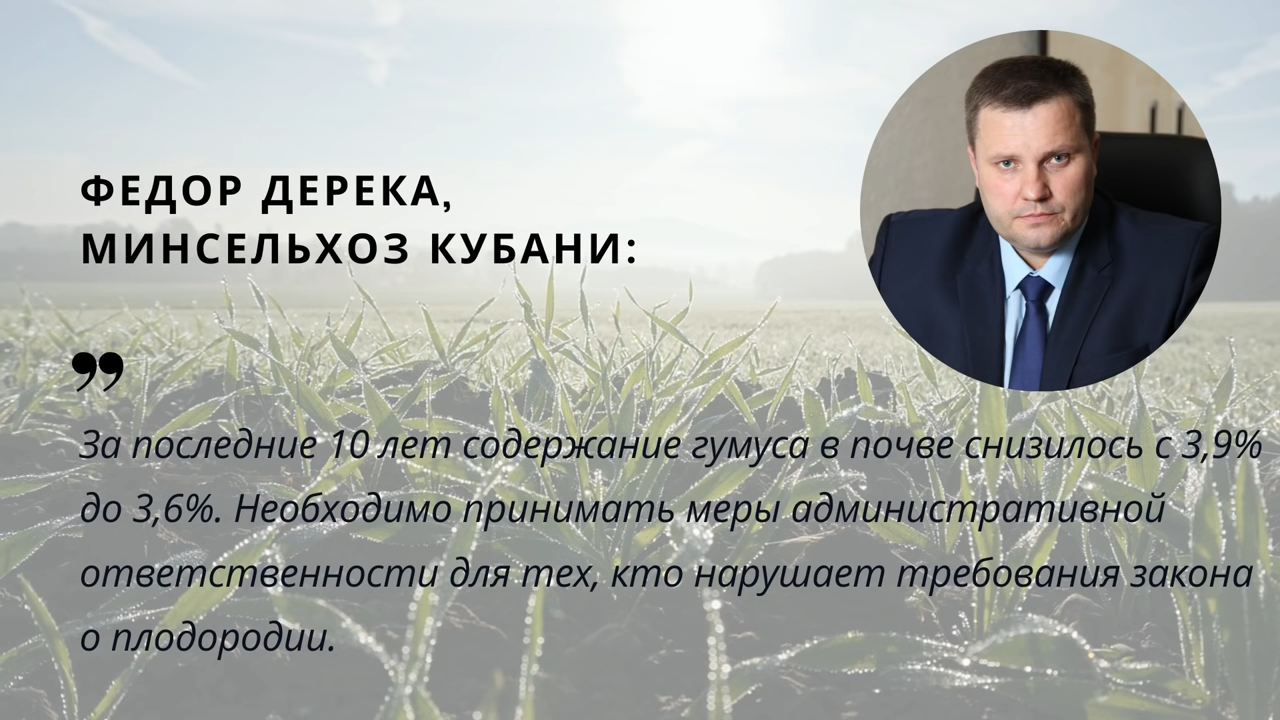 ФЕДОР ДЕРЕКА,
МИНСЕЛЬХОЗ КУБАНИ:
”
За последние 10 лет содержание гумуса в почве снизилось с 3,9%
до 3,6%. Необходимо принимать меры административной
ответственности для тех, кто нарушает требования закона
о плодородии.